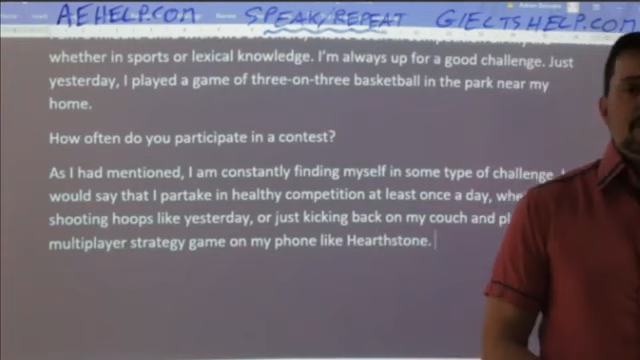 AEHELP.COM SPEAK/REPEAT GIELTSHELP.COM
whether in sports or lexical knowledge. I'm always up for a good challenge. Just
yesterday, I played a game of three-on-three basketball in the park near my
home.
How often do you participate in a contest?
As I had mentioned, I am constantly finding myself in some type of challenge.
would say that I partake in healthy competition at least once a day,
shooting hoops like yesterday, or just kicking back on my couch and
multiplayer strategy game on my phone like Hearthstone.